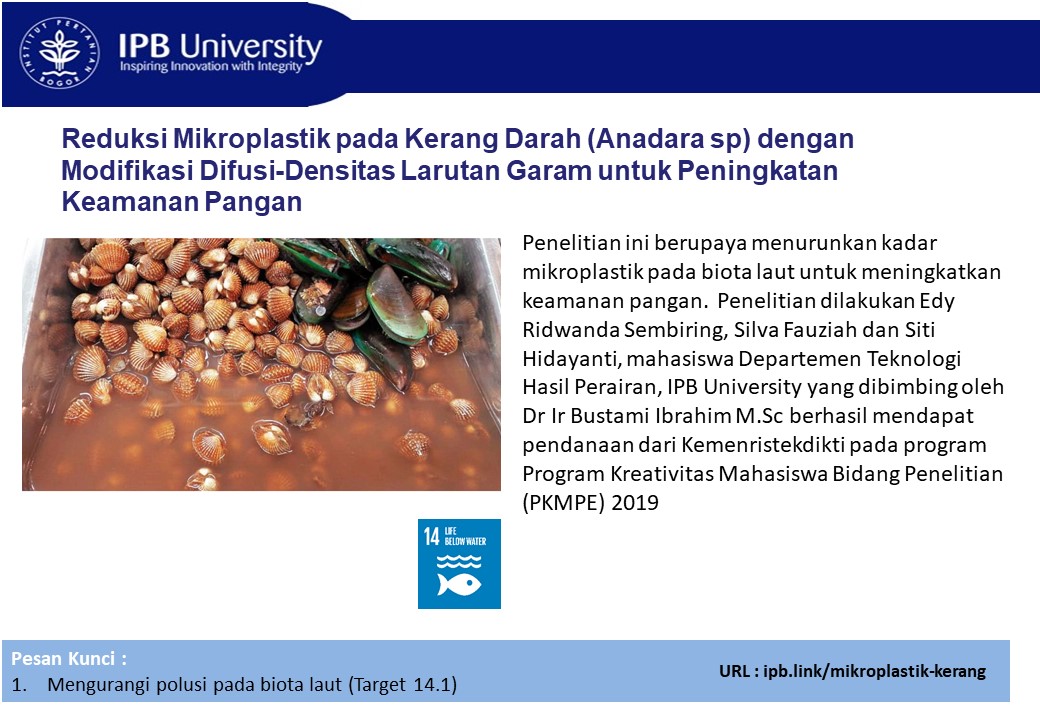 INSTITUT PERTANIAN BOGOR
IPB University
Inspiring Innovation with Integrity
Reduksi Mikroplastik pada Kerang Darah (Anadara sp) dengan
Modifikasi Difusi-Densitas Larutan Garam untuk Peningkatan
Keamanan Pangan
Penelitian ini berupaya menurunkan kadar
mikroplastik pada biota laut untuk meningkatkan
keamanan pangan.  Penelitian dilakukan Edy
Ridwanda Sembiring, Silva Fauziah dan Siti
Hidayanti, mahasiswa Departemen Teknologi
Hasil Perairan, IPB University yang dibimbing oleh
Dr Ir Bustami Ibrahim M.Sc berhasil mendapat
pendanaan dari Kemenristekdikti pada program
Program Kreativitas Mahasiswa Bidang Penelitian
(PKMPE) 2019
14 LIFE
BELOW WATER
Pesan Kunci :
1. Mengurangi polusi pada biota laut (Target 14.1)
URL : ipb.link/mikroplastik-kerang